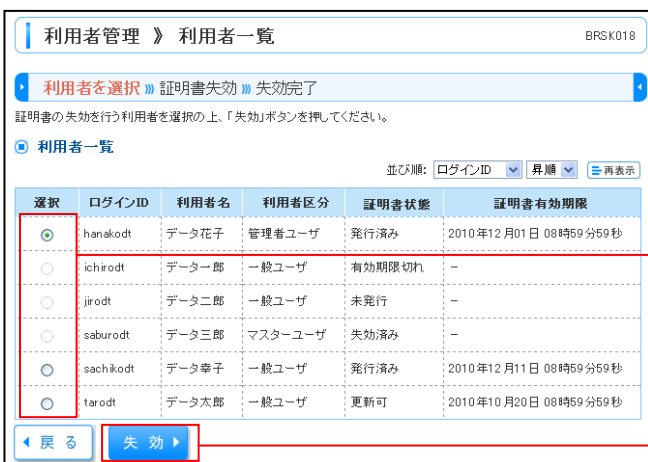 利用者管理 》 利用者一覧 BRSK018
利用者を選択 》》 証明書失効 》》 失効完了
証明書の失効を行う利用者を選択の上、「失効」ボタンを押してください。
利用者一覧
並び順: ログインID 昇順 再表示
選択 ログインID 利用者名 利用者区分 証明書状態 証明書有効期限
hanakodt データ花子 管理者ユーザ 発行済み 2010年12月01日 08時59分59秒
ichirodt データ一郎 一般ユーザ 有効期限切れ −
jirodt データ二郎 一般ユーザ 未発行 −
saburodt データ三郎 マスターユーザ 失効済み −
sachikodt データ幸子 一般ユーザ 発行済み 2010年12月11日 08時59分59秒
tarodt データ太郎 一般ユーザ 更新可 2010年10月20日 08時59分59秒
戻 る 失 効